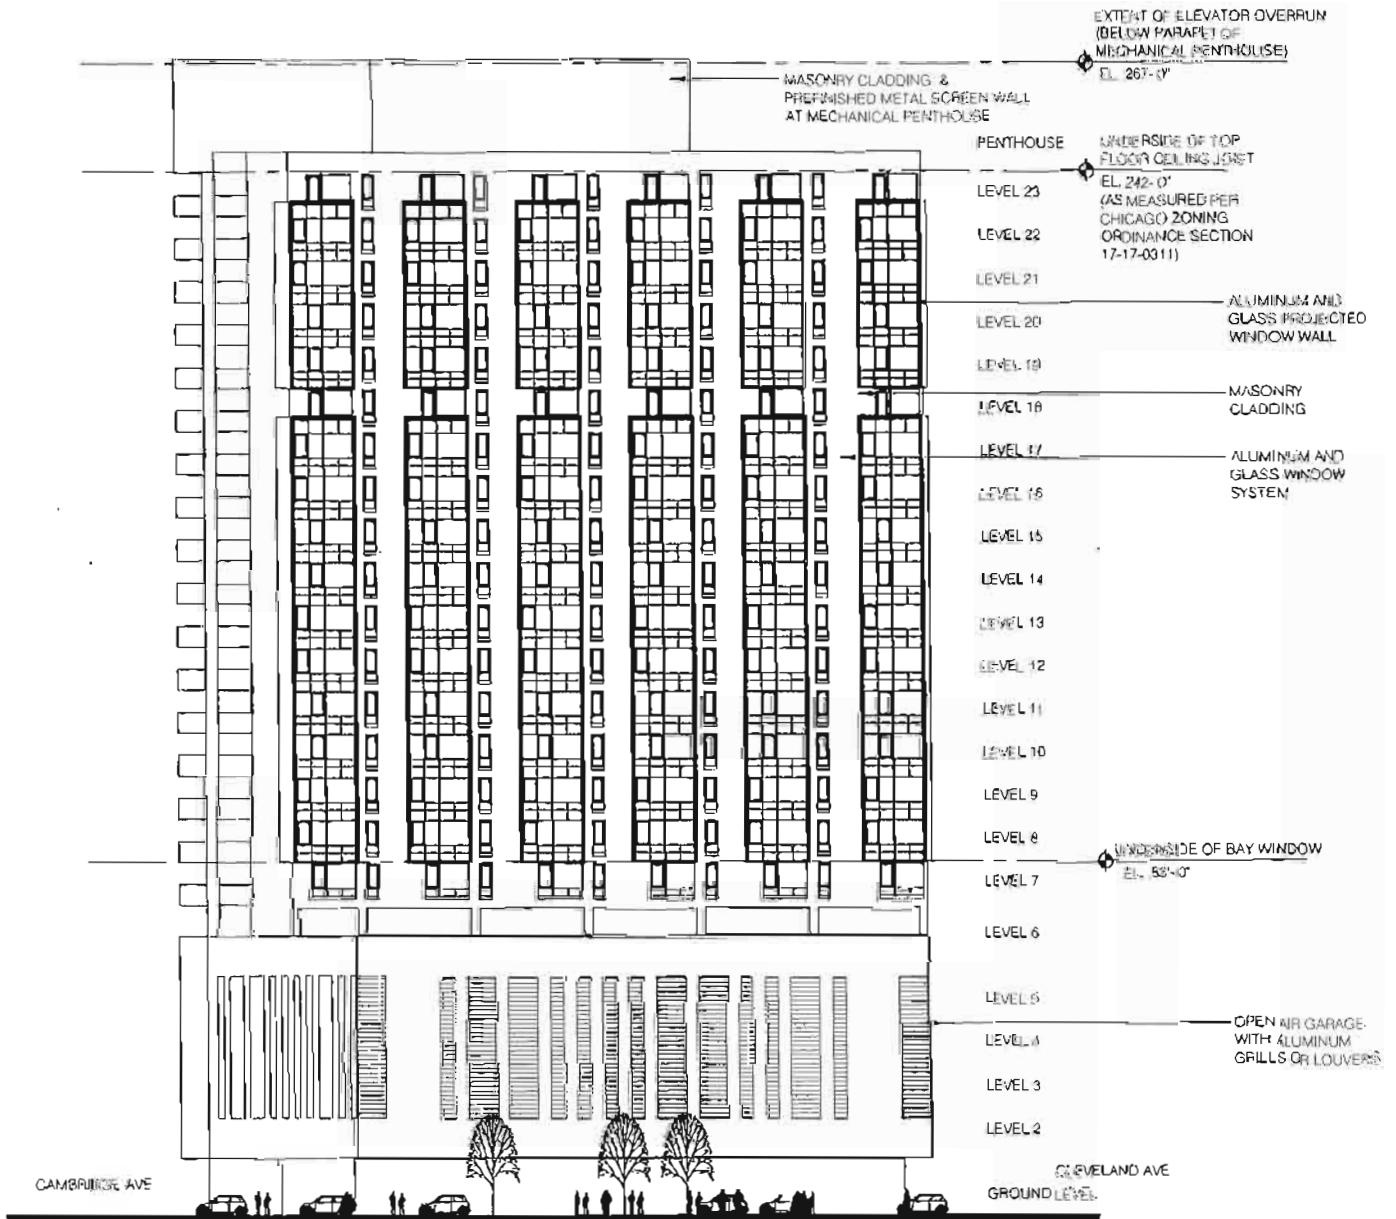 EXTENT OF ELEVATOR OVERRUN
(BELOW PARAPET OF
MECHANICAL PENTHOUSE)
EL. 267'-0"
MASONRY CLADDING &
PREFINISHED METAL SCREEN WALL
AT MECHANICAL PENTHOUSE
PENTHOUSE
UNDERSIDE OF TOP
FLOOR CEILING JOIST
EL. 242'-0"
(AS MEASURED PER
CHICAGO ZONING
ORDINANCE SECTION
17-17-0311)
LEVEL 23
LEVEL 22
LEVEL 21
ALUMINUM AND
GLASS PROJECTED
WINDOW WALL
LEVEL 20
LEVEL 19
MASONRY
CLADDING
LEVEL 18
LEVEL 17
ALUMINUM AND
GLASS WINDOW
SYSTEM
LEVEL 16
LEVEL 15
LEVEL 14
LEVEL 13
LEVEL 12
LEVEL 11
LEVEL 10
LEVEL 9
LEVEL 8
UNDERSIDE OF BAY WINDOW
EL.
LEVEL 7
LEVEL 6
LEVEL 5
OPEN AIR GARAGE
WITH ALUMINUM
GRILLS OR LOUVERS
LEVEL 4
LEVEL 3
LEVEL 2
CAMBRIDGE AVE
CLEVELAND AVE
GROUND LEVEL